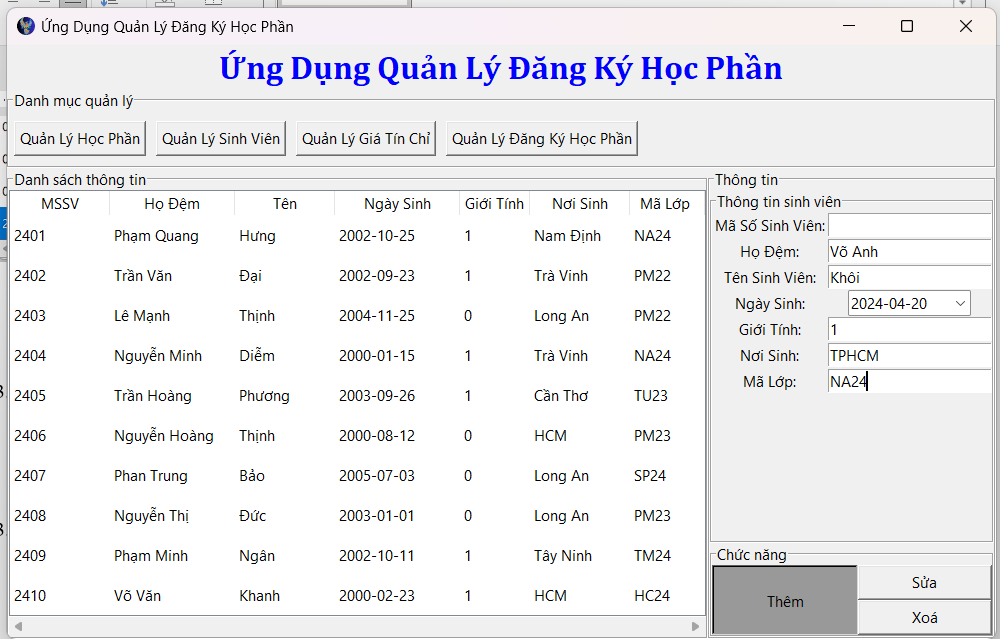 Ứng Dụng Quản Lý Đăng Ký Học Phần
Ứng Dụng Quản Lý Đăng Ký Học Phần
Danh mục quản lý
Quản Lý Học Phần Quản Lý Sinh Viên Quản Lý Giá Tín Chỉ Quản Lý Đăng Ký Học Phần
Danh sách thông tin
MSSV Họ Đệm Tên Ngày Sinh Giới Tính Nơi Sinh Mã Lớp
2401 Phạm Quang Hưng 2002-10-25 1 Nam Định NA24
2402 Trần Văn Đại 2002-09-23 1 Trà Vinh PM22
2403 Lê Mạnh Thịnh 2004-11-25 0 Long An PM22
2404 Nguyễn Minh Diễm 2000-01-15 1 Trà Vinh NA24
2405 Trần Hoàng Phương 2003-09-26 1 Cần Thơ TU23
2406 Nguyễn Hoàng Thịnh 2000-08-12 0 HCM PM23
2407 Phan Trung Bảo 2005-07-03 0 Long An SP24
2408 Nguyễn Thị Đức 2003-01-01 0 Long An PM23
2409 Phạm Minh Ngân 2002-10-11 1 Tây Ninh TM24
2410 Võ Văn Khanh 2000-02-23 1 HCM HC24
Thông tin
Thông tin sinh viên
Mã Số Sinh Viên:
Họ Đệm: Võ Anh
Tên Sinh Viên: Khôi
Ngày Sinh: 2024-04-20
Giới Tính: 1
Nơi Sinh: TPHCM
Mã Lớp: NA24
Chức năng
Thêm
Sửa
Xoá